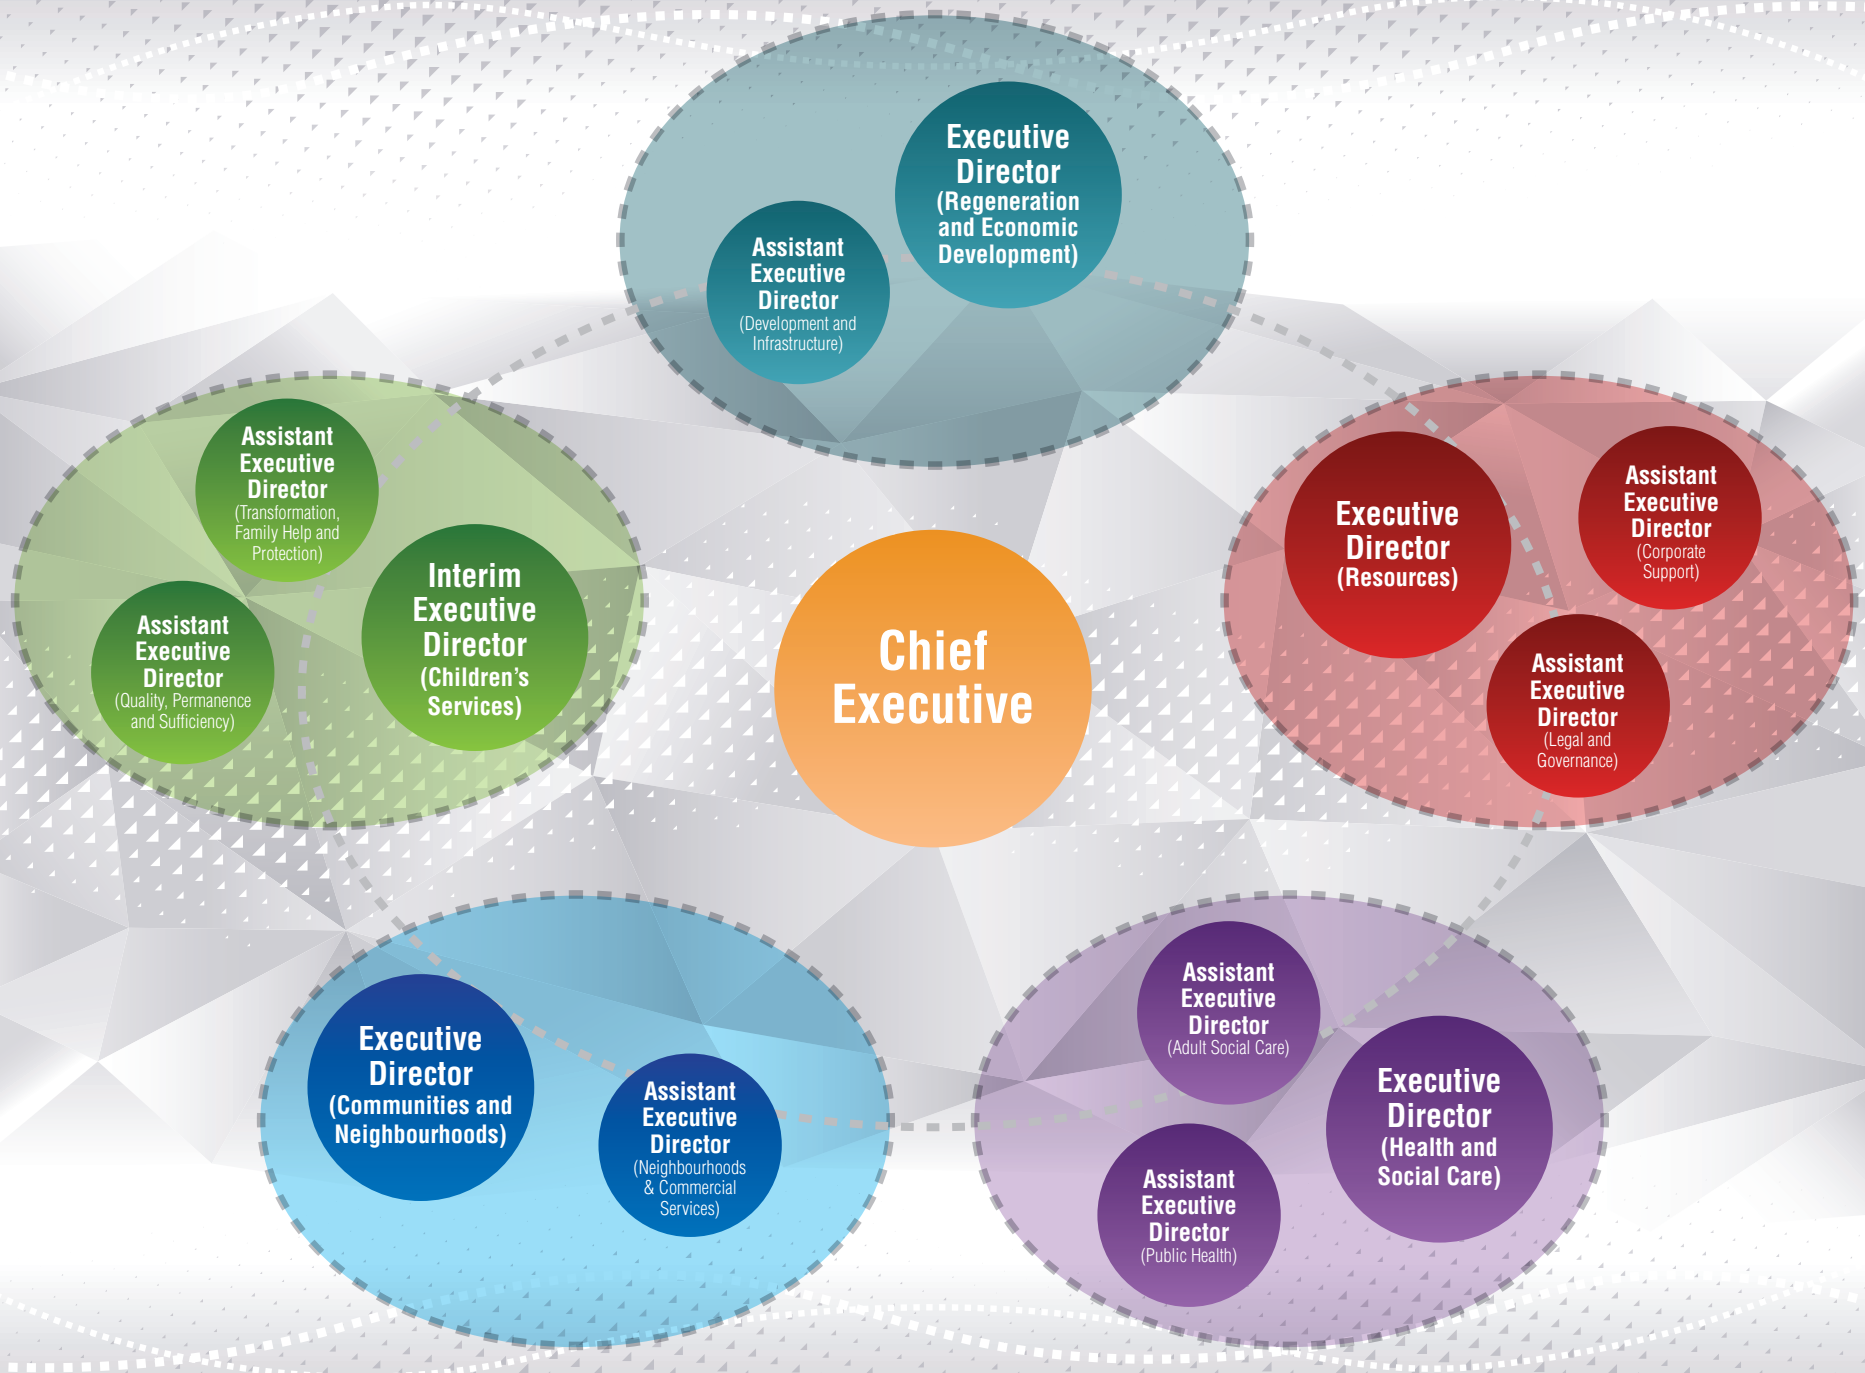 Executive
Director
(Regeneration
and Economic
Development)
Assistant
Executive
Director
(Development and
Infrastructure)
Assistant
Executive
Director
(Transformation,
Family Help and
Protection)
Interim
Executive
Director
(Children's
Services)
Assistant
Executive
Director
(Quality, Permanence
and Sufficiency)
Chief
Executive
Executive
Director
(Resources)
Assistant
Executive
Director
(Corporate
Support)
Assistant
Executive
Director
(Legal and
Governance)
Executive
Director
(Communities and
Neighbourhoods)
Assistant
Executive
Director
(Neighbourhoods
& Commercial
Services)
Assistant
Executive
Director
(Adult Social Care)
Executive
Director
(Health and
Social Care)
Assistant
Executive
Director
(Public Health)